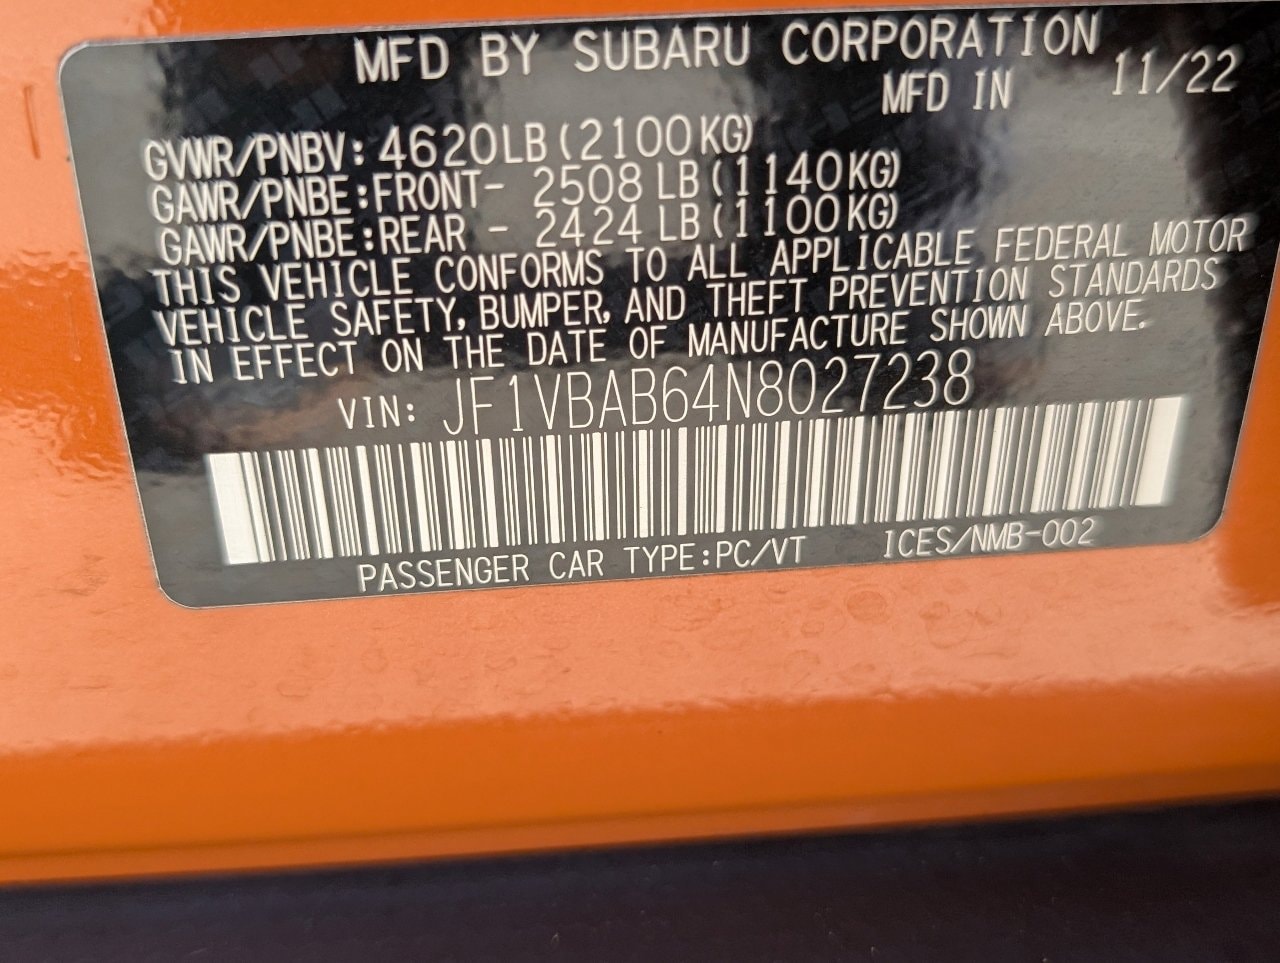 MFD BY SUBARU CORPORATION
MFD IN 11/22
GVWR/PNBV: 4620LB (2100KG)
GAWR/PNBE:FRONT- 2508 LB (1140KG)
GAWR/PNBE:REAR - 2424 LB (1100KG)
THIS VEHICLE CONFORMS TO ALL APPLICABLE FEDERAL MOTOR
VEHICLE SAFETY, BUMPER, AND THEFT PREVENTION STANDARDS
IN EFFECT ON THE DATE OF MANUFACTURE SHOWN ABOVE.
VIN: JF1VBAB64N8027238
PASSENGER CAR TYPE:PC/VT ICES/NMB-002